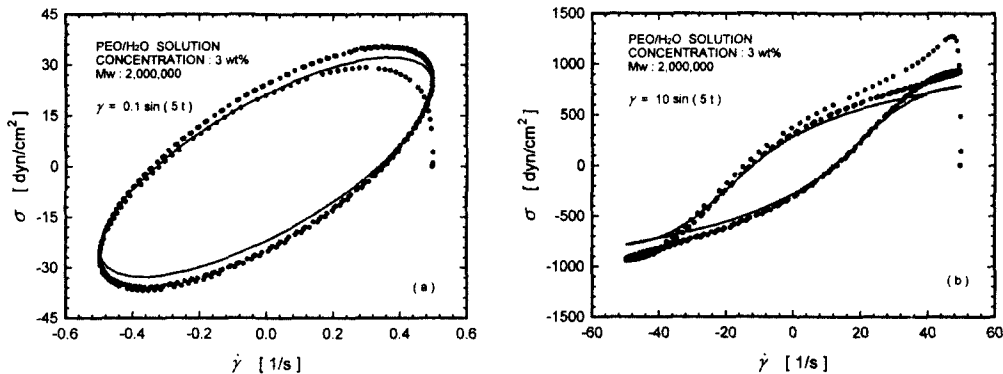 45
30
15
0
-15
-30
-45
σ [ dyn/cm² ]
PEO/H₂O SOLUTION
CONCENTRATION : 3 wt%
Mw : 2,000,000
γ = 0.1 sin ( 5 t )
( a )
-0.6 -0.4 -0.2 0.0 0.2 0.4 0.6
γ̇ [ 1/s ]
1500
1000
500
0
-500
-1000
-1500
σ [ dyn/cm² ]
PEO/H₂O SOLUTION
CONCENTRATION : 3 wt%
Mw : 2,000,000
γ = 10 sin ( 5t )
( b )
-60 -40 -20 0 20 40 60
γ̇ [ 1/s ]